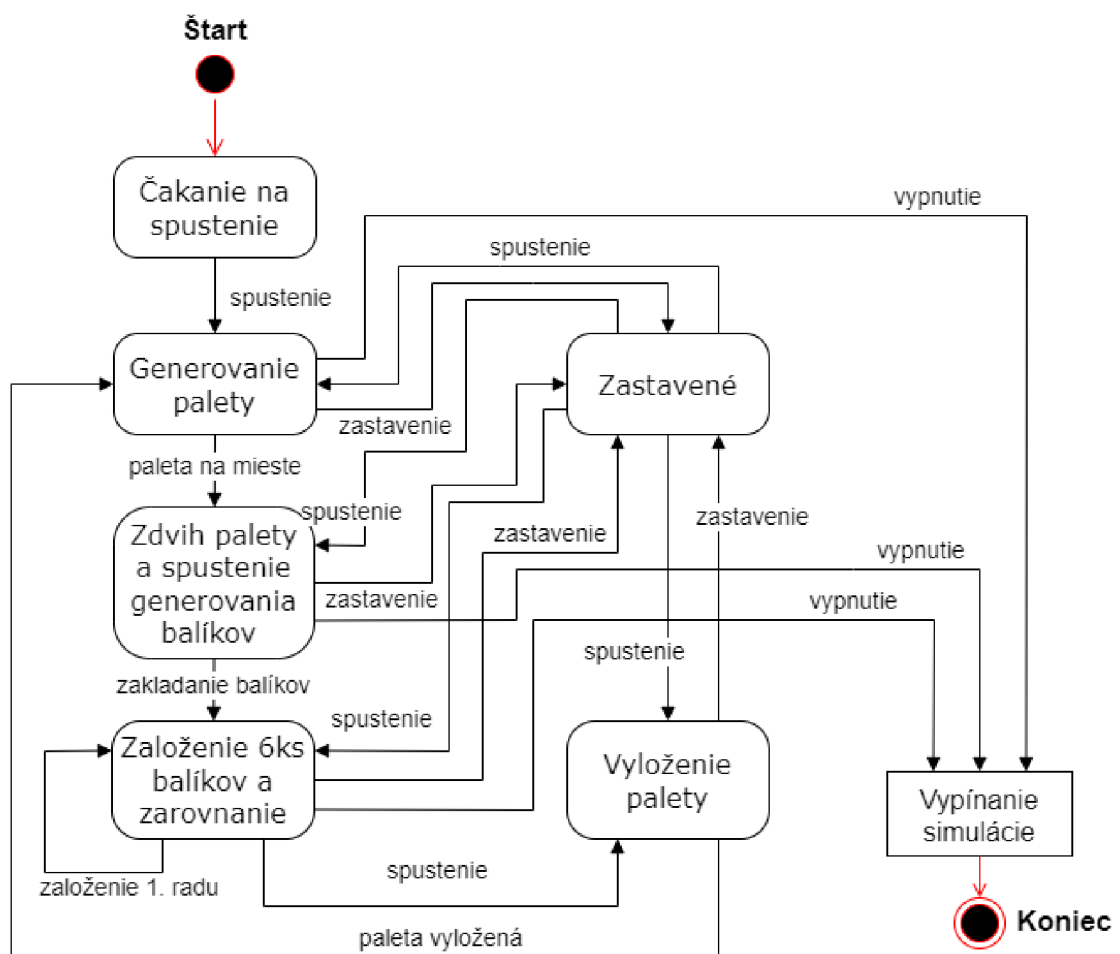 Štart
Čakanie na
spustenie
vypnutie
spustenie
spustenie
Generovanie
palety
Zastavené
zastavenie
paleta na mieste
spustenie
zastavenie
zastavenie
Zdvih palety
a spustenie
generovania
balíkov
vypnutie
zastavenie
vypnutie
spustenie
zakladanie balíkov
spustenie
Založenie 6ks
balíkov a
zarovnanie
Vyloženie
palety
Vypínanie
simulácie
spustenie
založenie 1. radu
Koniec
paleta vyložená